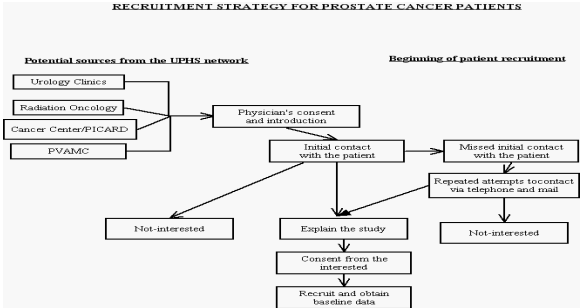 RECRUITMENT STRATEGY FOR PROSTATE CANCER PATIENTS
Potential sources from the UPHS network
Beginning of patient recruitment
Urology Clinics
Radiation Oncology
Cancer Center/PICARD
PVAMC
Physician's consent
and introduction
Initial contact
with the patient
Missed initial contact
with the patient
Repeated attempts tocontact
via telephone and mail
Not-interested
Explain the study
Not-interested
Consent from the
interested
Recruit and obtain
baseline data